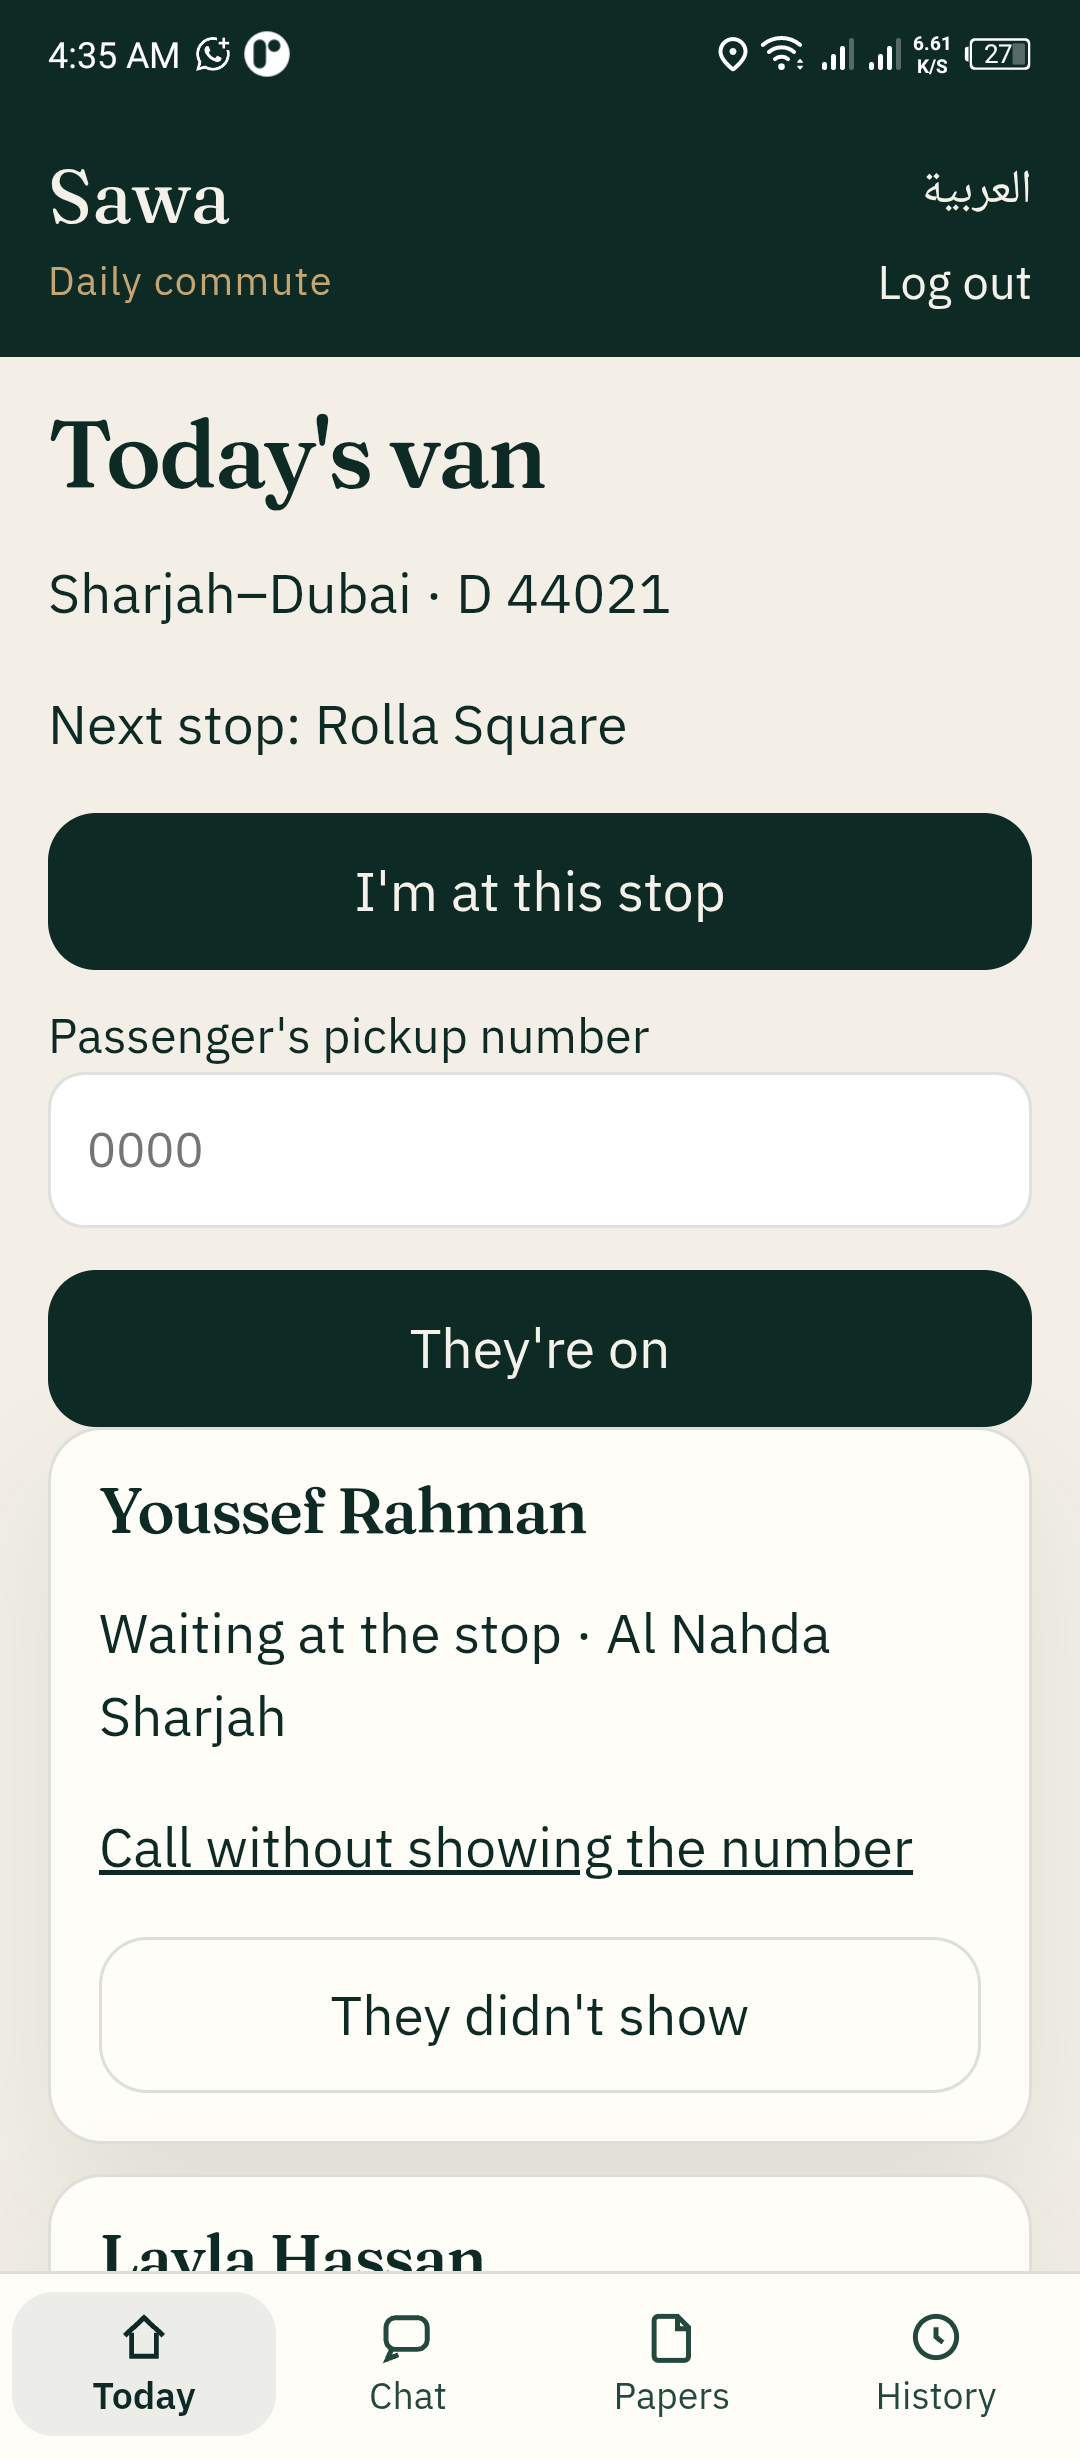 4:35 AM
6.61 K/S
27
Sawa
العربية
Daily commute
Log out
Today's van
Sharjah–Dubai · D 44021
Next stop: Rolla Square
I'm at this stop
Passenger's pickup number
0000
They're on
Youssef Rahman
Waiting at the stop · Al Nahda
Sharjah
Call without showing the number
They didn't show
Layla Hassan
Today
Chat
Papers
History